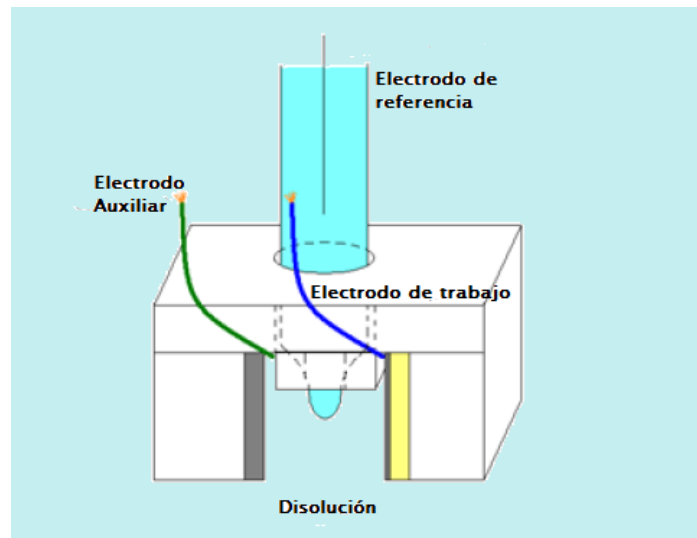 Electrodo de
referencia
Electrodo
Auxiliar
Electrodo de trabajo
Disolución